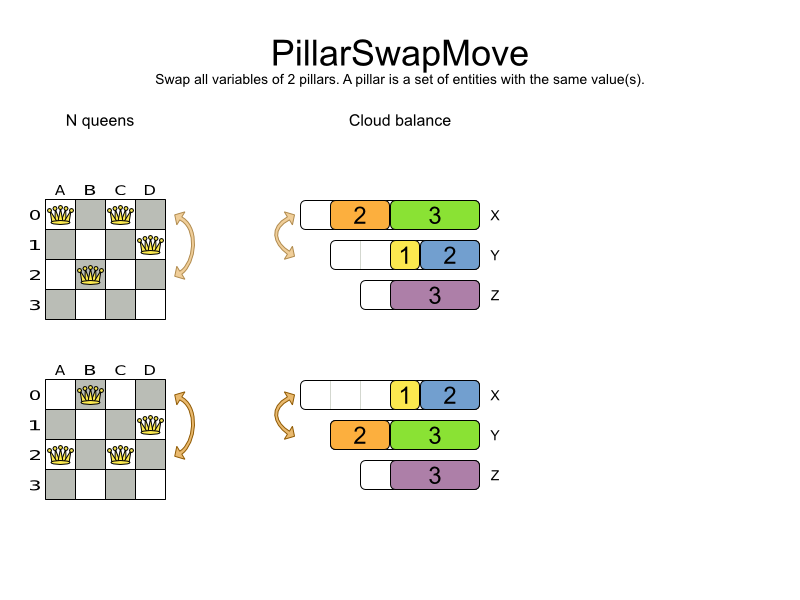 PillarSwapMove
Swap all variables of 2 pillars. A pillar is a set of entities with the same value(s).
N queens
Cloud balance
A B C D
0
1
2
3
2 3 X
1 2 Y
3 Z
A B C D
0
1
2
3
1 2 X
2 3 Y
3 Z